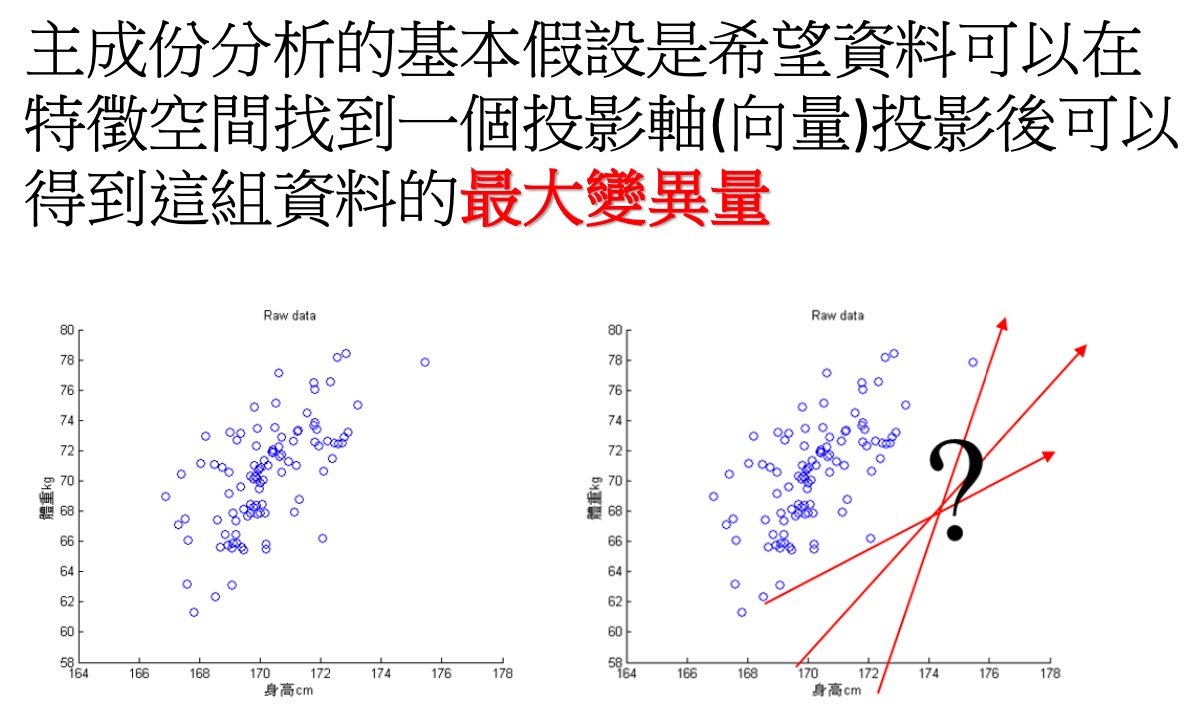 主成份分析的基本假設是希望資料可以在
特徵空間找到一個投影軸(向量)投影後可以
得到這組資料的最大變異量
Raw data
80
78
76
74
72
70
68
66
64
62
60
58
體重kg
164 166 168 170 172 174 176 178
身高cm
Raw data
80
78
76
74
72
70
68
66
64
62
60
58
體重kg
164 166 168 170 172 174 176 178
身高cm
?